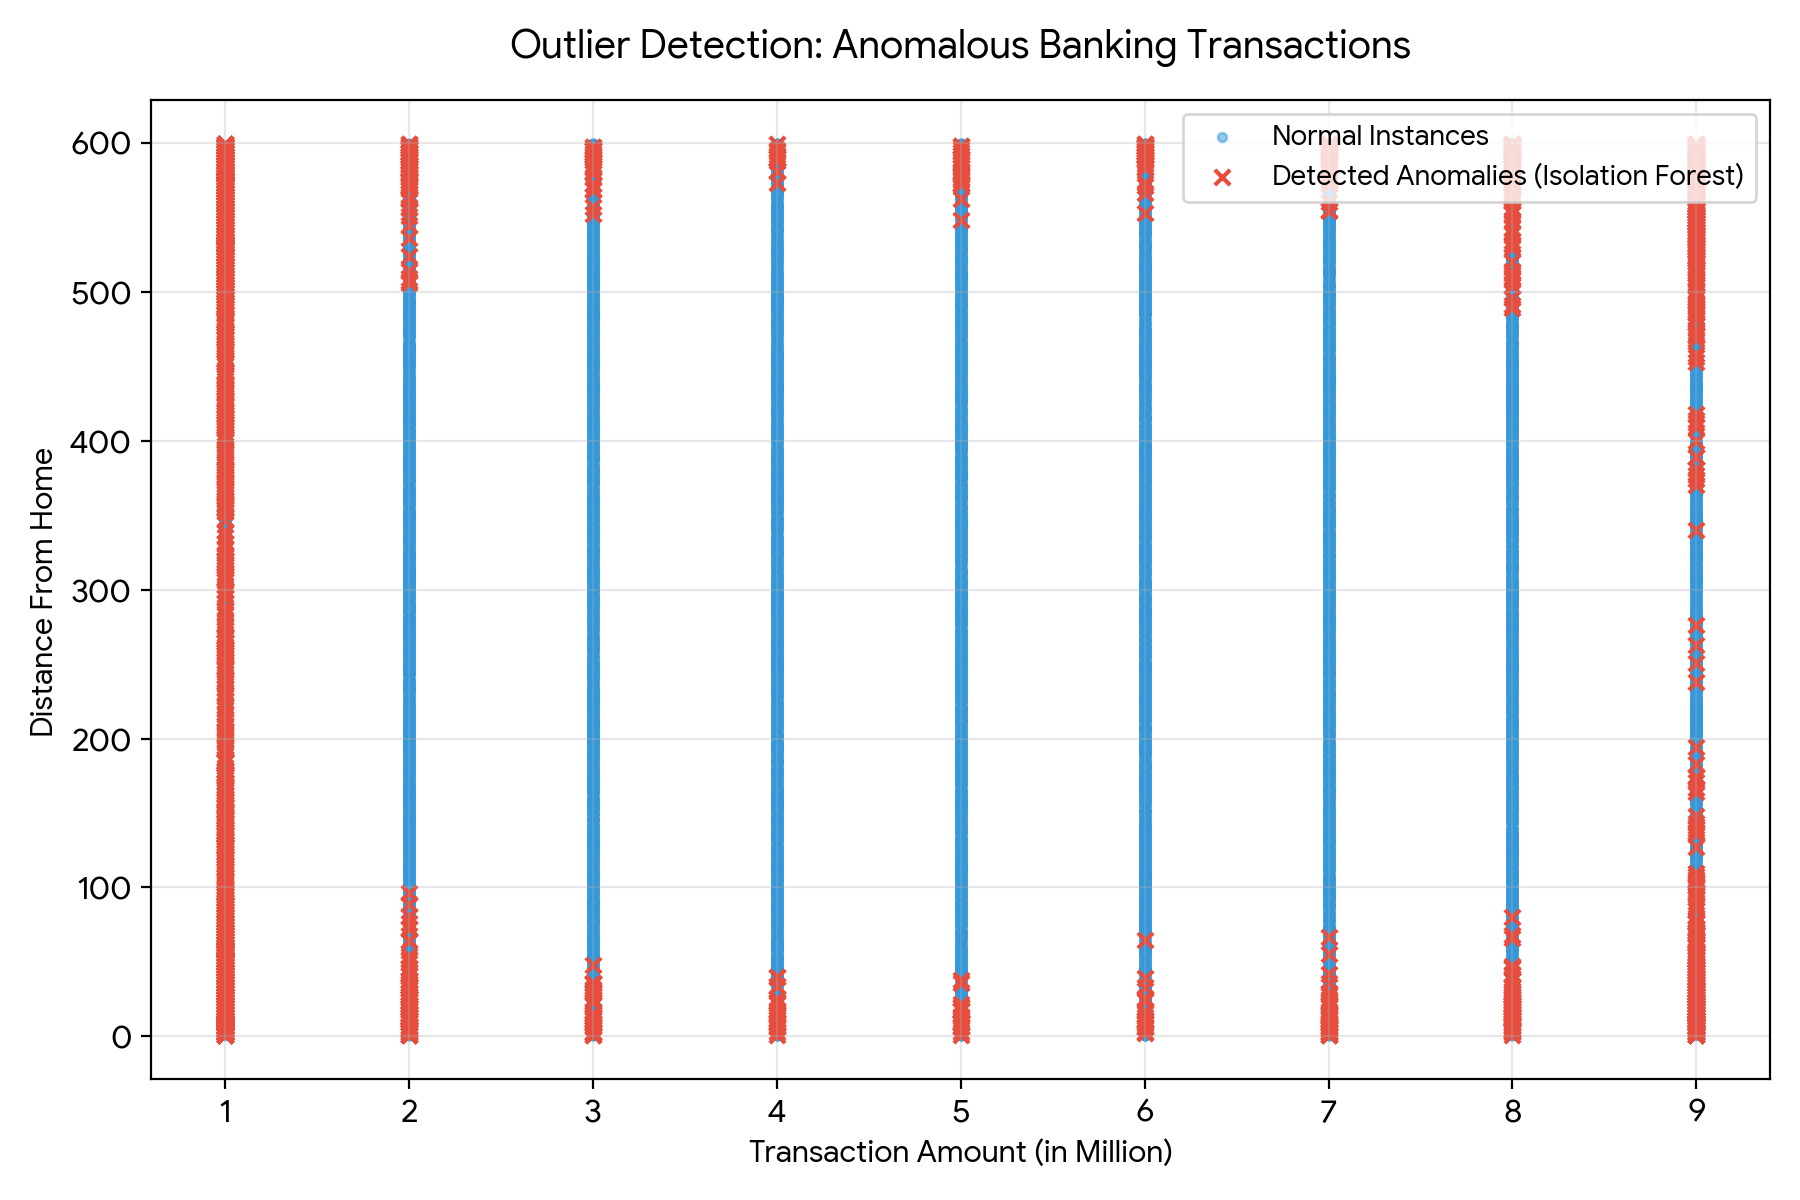 Outlier Detection: Anomalous Banking Transactions
Normal Instances
Detected Anomalies (Isolation Forest)
Distance From Home
600
500
400
300
200
100
0
1 2 3 4 5 6 7 8 9
Transaction Amount (in Million)